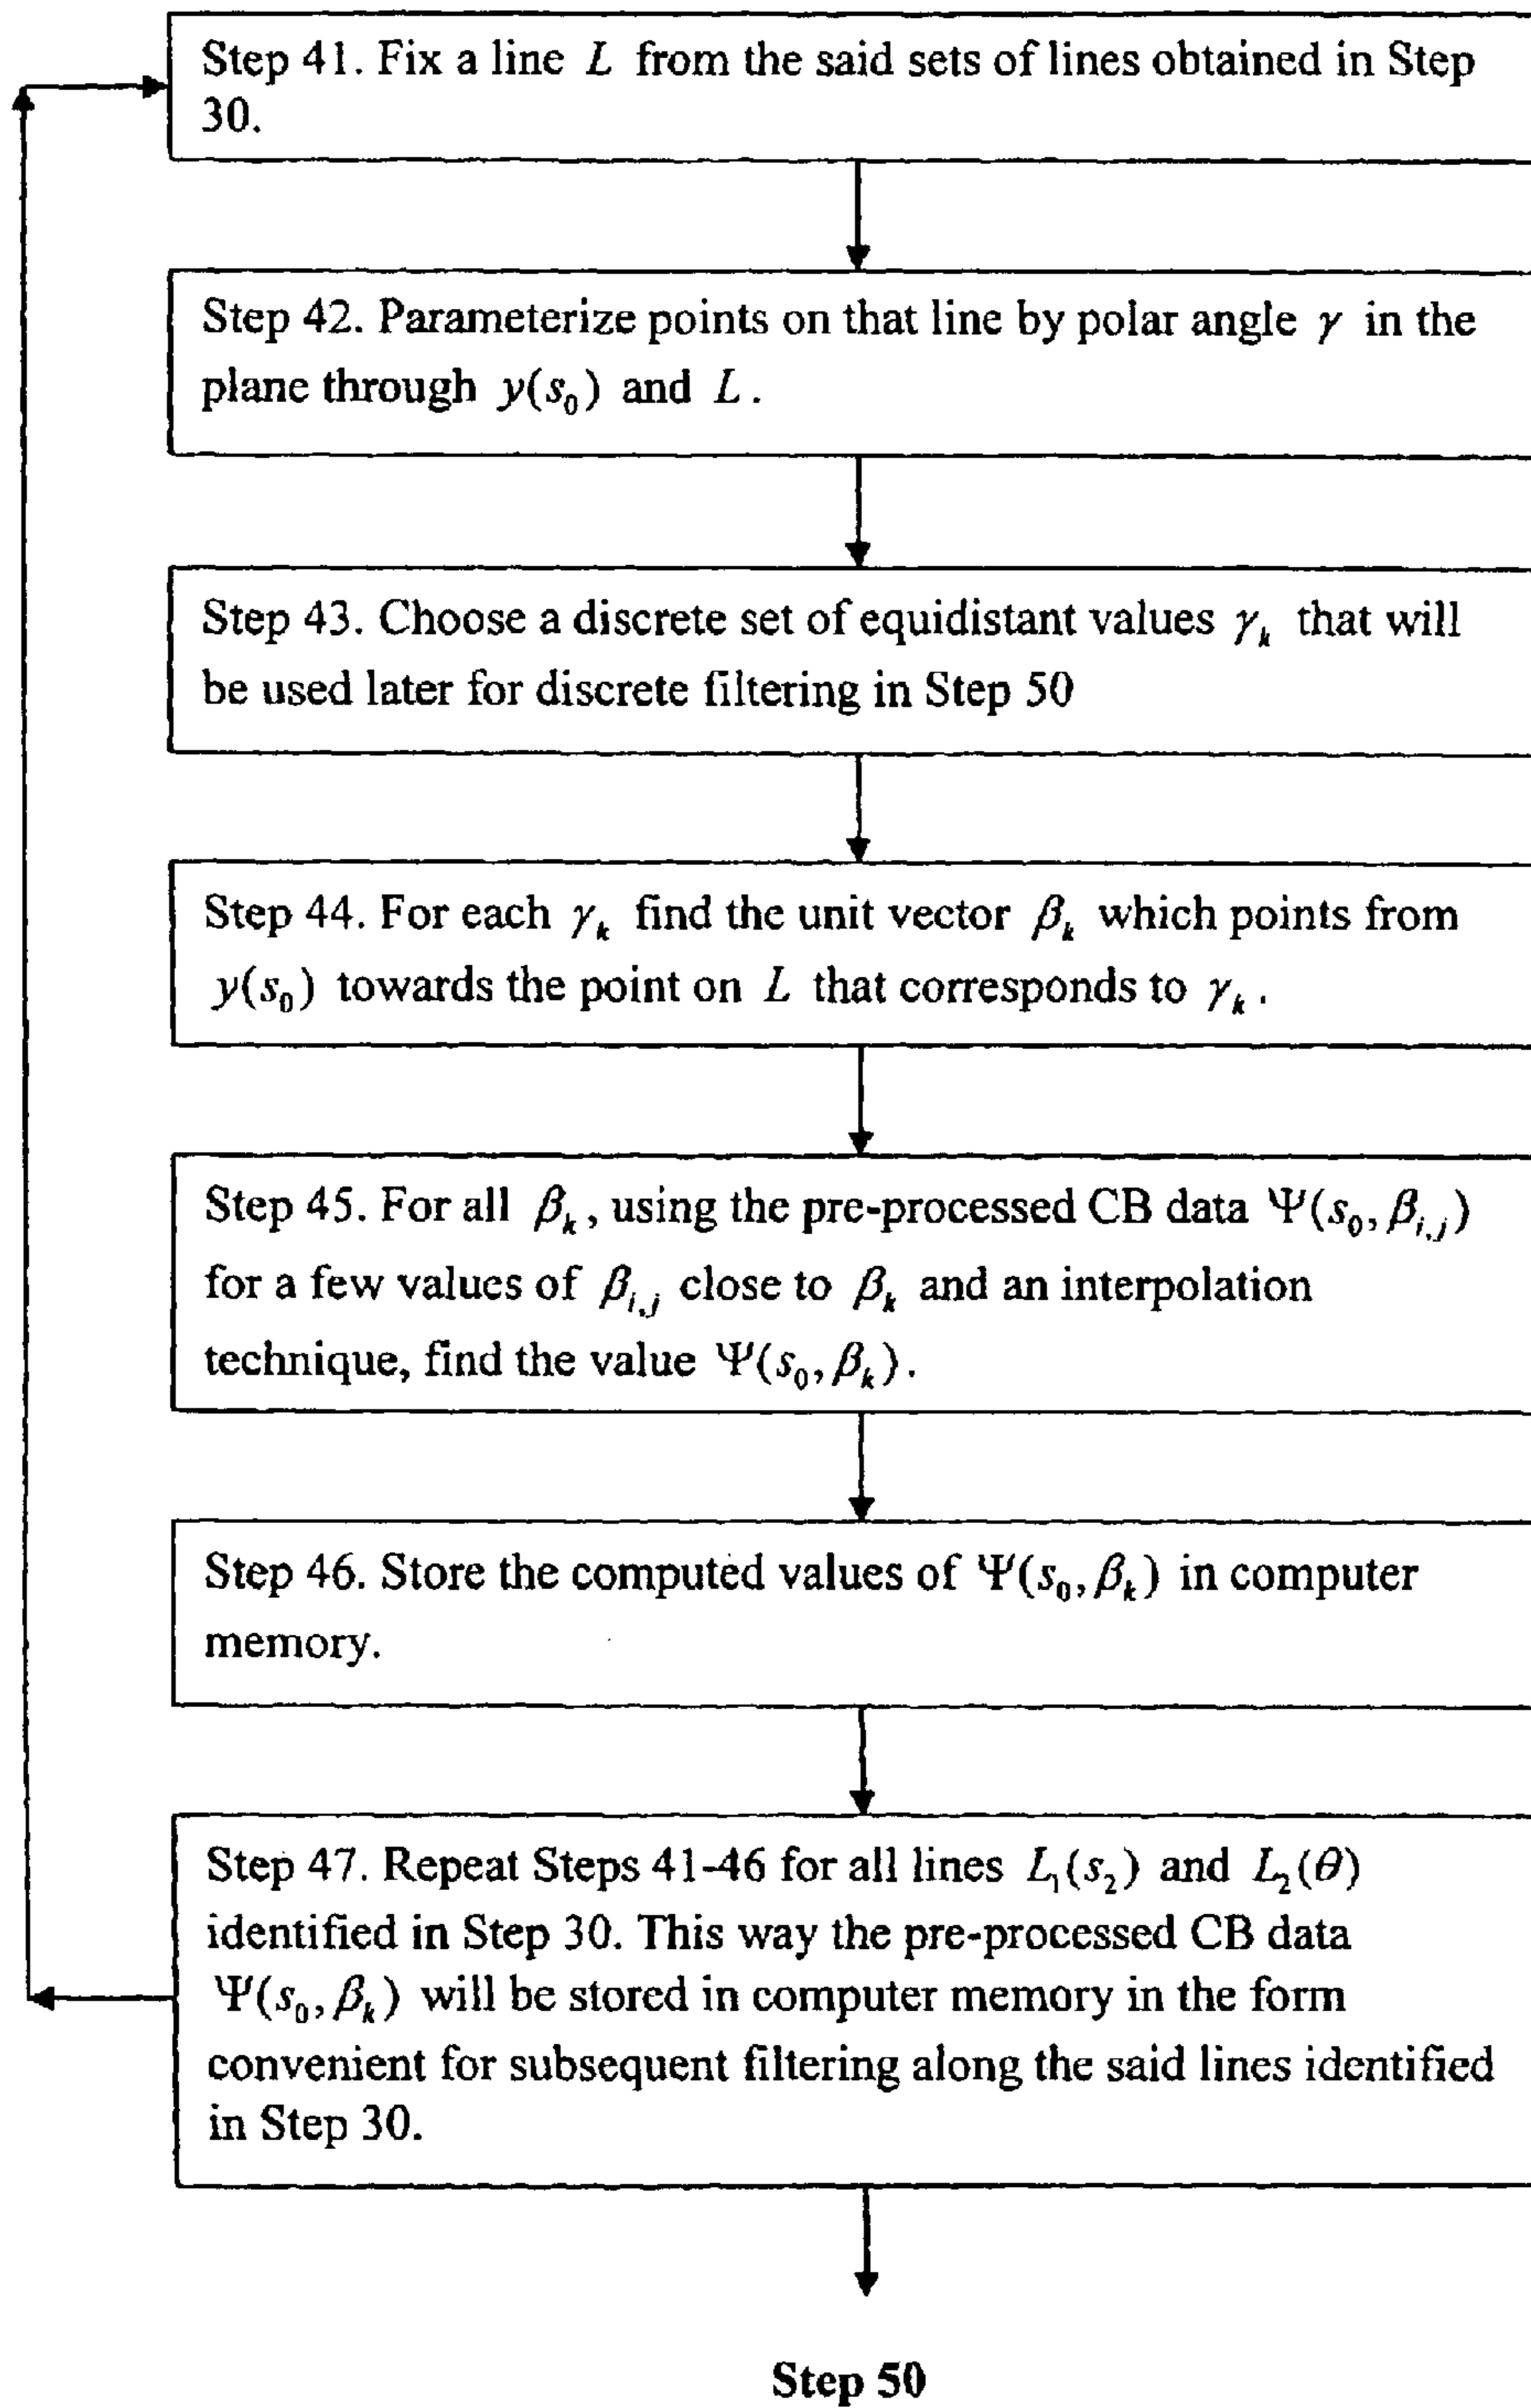 Step 41. Fix a line L from the said sets of lines obtained in Step
30.
Step 42. Parameterize points on that line by polar angle γ in the
plane through y(s₀) and L.
Step 43. Choose a discrete set of equidistant values γₖ that will
be used later for discrete filtering in Step 50
Step 44. For each γₖ find the unit vector βₖ which points from
y(s₀) towards the point on L that corresponds to γₖ.
Step 45. For all βₖ, using the pre-processed CB data Ψ(s₀, β_{i,j})
for a few values of β_{i,j} close to βₖ and an interpolation
technique, find the value Ψ(s₀, βₖ).
Step 46. Store the computed values of Ψ(s₀, βₖ) in computer
memory.
Step 47. Repeat Steps 41-46 for all lines L₁(s₂) and L₂(θ)
identified in Step 30. This way the pre-processed CB data
Ψ(s₀, βₖ) will be stored in computer memory in the form
convenient for subsequent filtering along the said lines identified
in Step 30.
Step 50